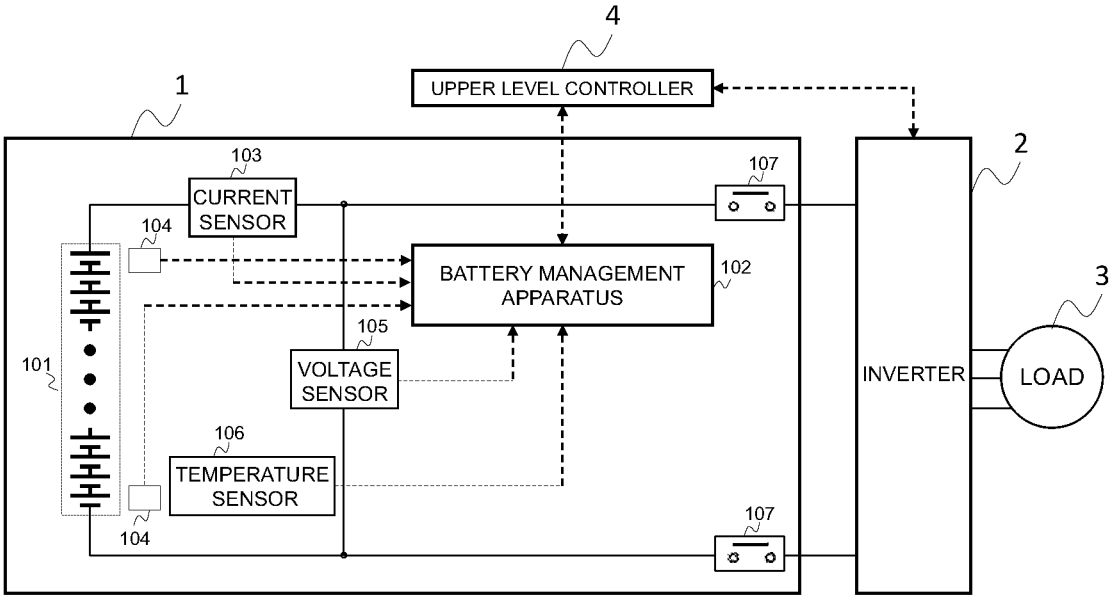 4
UPPER LEVEL CONTROLLER
1
103
CURRENT
SENSOR
107
2
104
BATTERY MANAGEMENT
APPARATUS
102
3
105
VOLTAGE
SENSOR
101
INVERTER
LOAD
106
TEMPERATURE
SENSOR
104
107